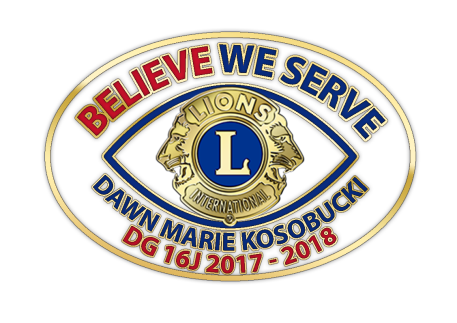 BELIEVE WE SERVE
LIONS
L
INTERNATIONAL
DAWN MARIE KOSOBUCKI
DG 16J 2017 - 2018